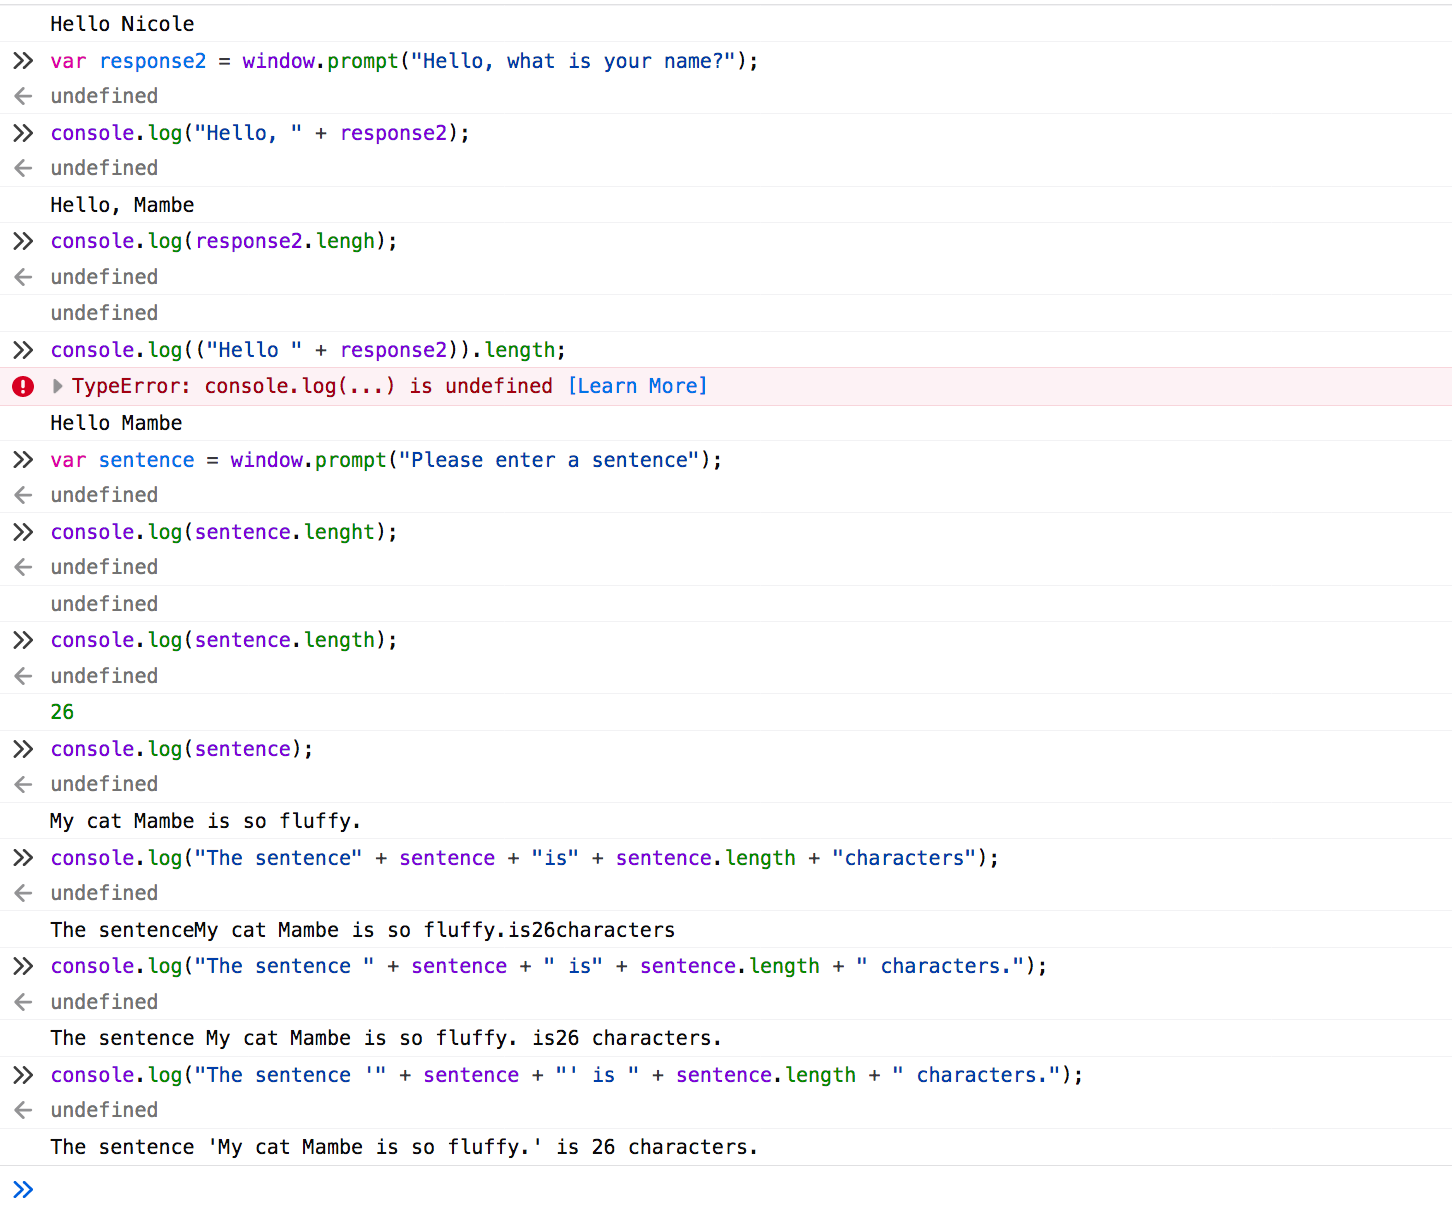 Hello Nicole
var response2 = window.prompt("Hello, what is your name?");
undefined
console.log("Hello, " + response2);
undefined
Hello, Mambe
console.log(response2.lengh);
undefined
undefined
console.log(("Hello " + response2)).length;
TypeError: console.log(...) is undefined [Learn More]
Hello Mambe
var sentence = window.prompt("Please enter a sentence");
undefined
console.log(sentence.lenght);
undefined
undefined
console.log(sentence.length);
undefined
26
console.log(sentence);
undefined
My cat Mambe is so fluffy.
console.log("The sentence" + sentence + "is" + sentence.length + "characters");
undefined
The sentenceMy cat Mambe is so fluffy.is26characters
console.log("The sentence " + sentence + " is" + sentence.length + " characters.");
undefined
The sentence My cat Mambe is so fluffy. is26 characters.
console.log("The sentence '" + sentence + "' is " + sentence.length + " characters.");
undefined
The sentence 'My cat Mambe is so fluffy.' is 26 characters.